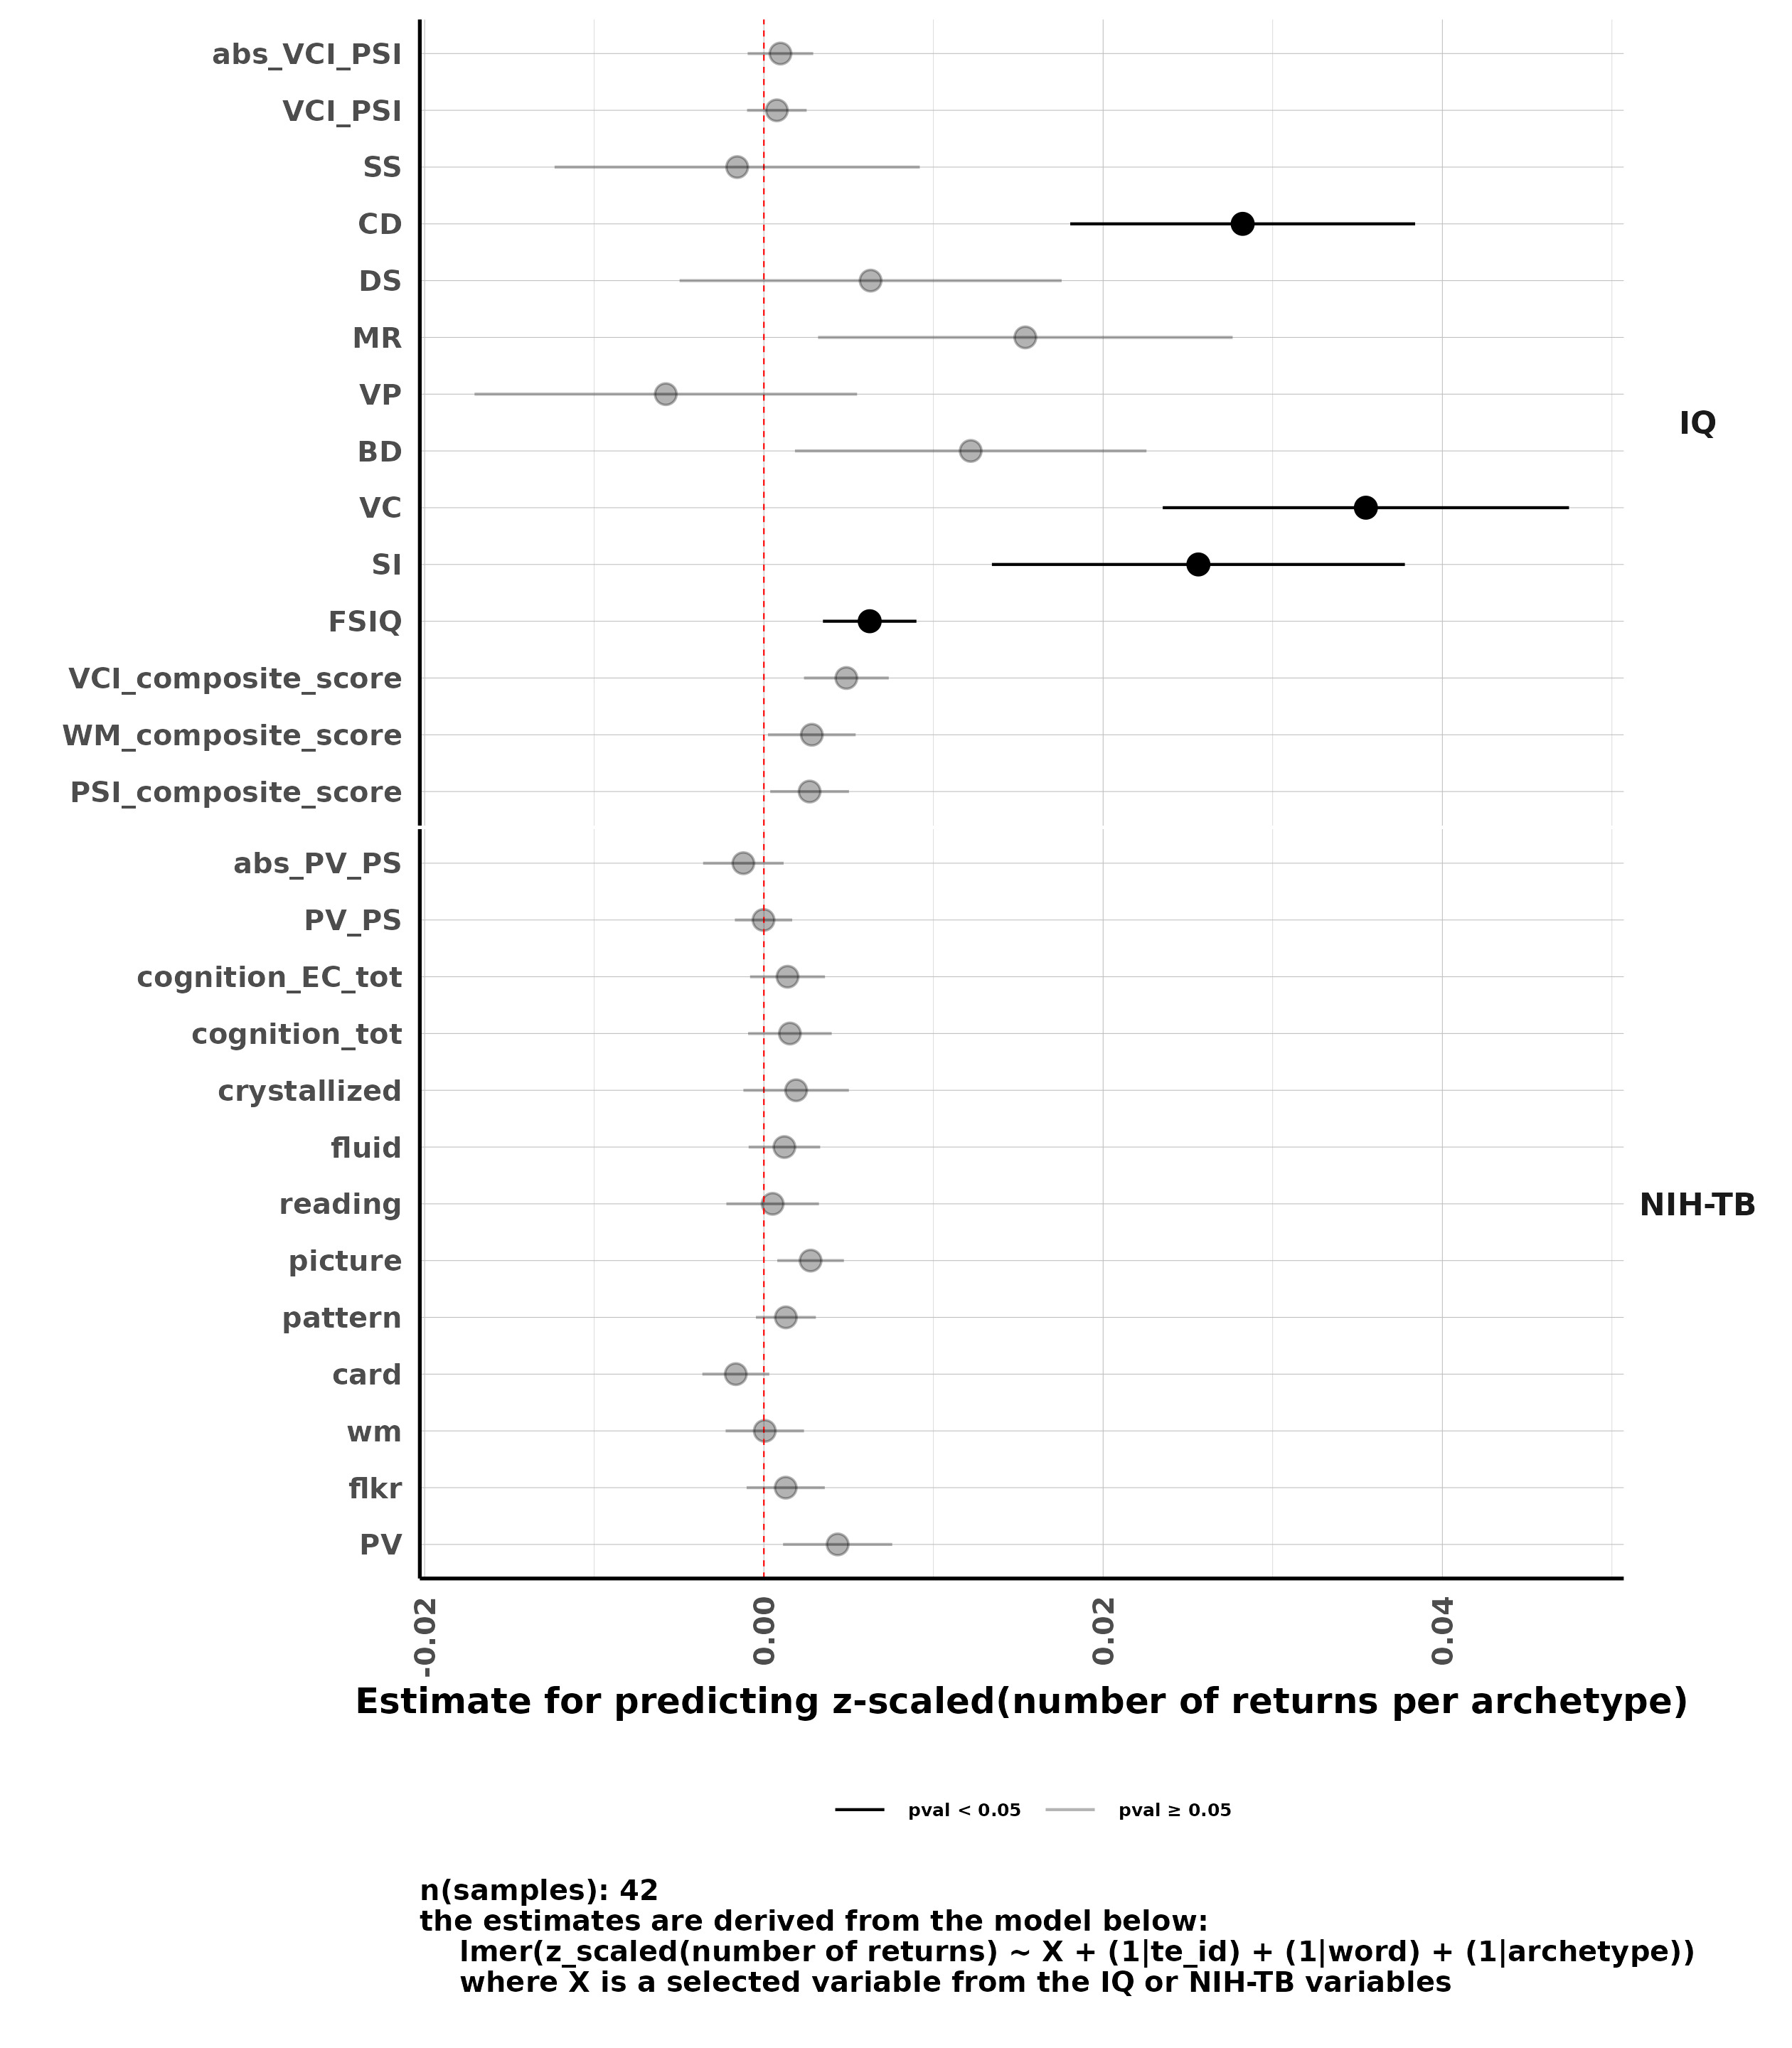 abs_VCI_PSI
VCI_PSI
SS
CD
DS
MR
VP
BD
VC
SI
FSIQ
VCI_composite_score
WM_composite_score
PSI_composite_score
IQ
abs_PV_PS
PV_PS
cognition_EC_tot
cognition_tot
crystallized
fluid
reading
picture
pattern
card
wm
flkr
PV
NIH-TB
-0.02
0.00
0.02
0.04
Estimate for predicting z-scaled(number of returns per archetype)
pval < 0.05
pval ≥ 0.05
n(samples): 42
the estimates are derived from the model below:
lmer(z_scaled(number of returns) ~ X + (1|te_id) + (1|word) + (1|archetype))
where X is a selected variable from the IQ or NIH-TB variables